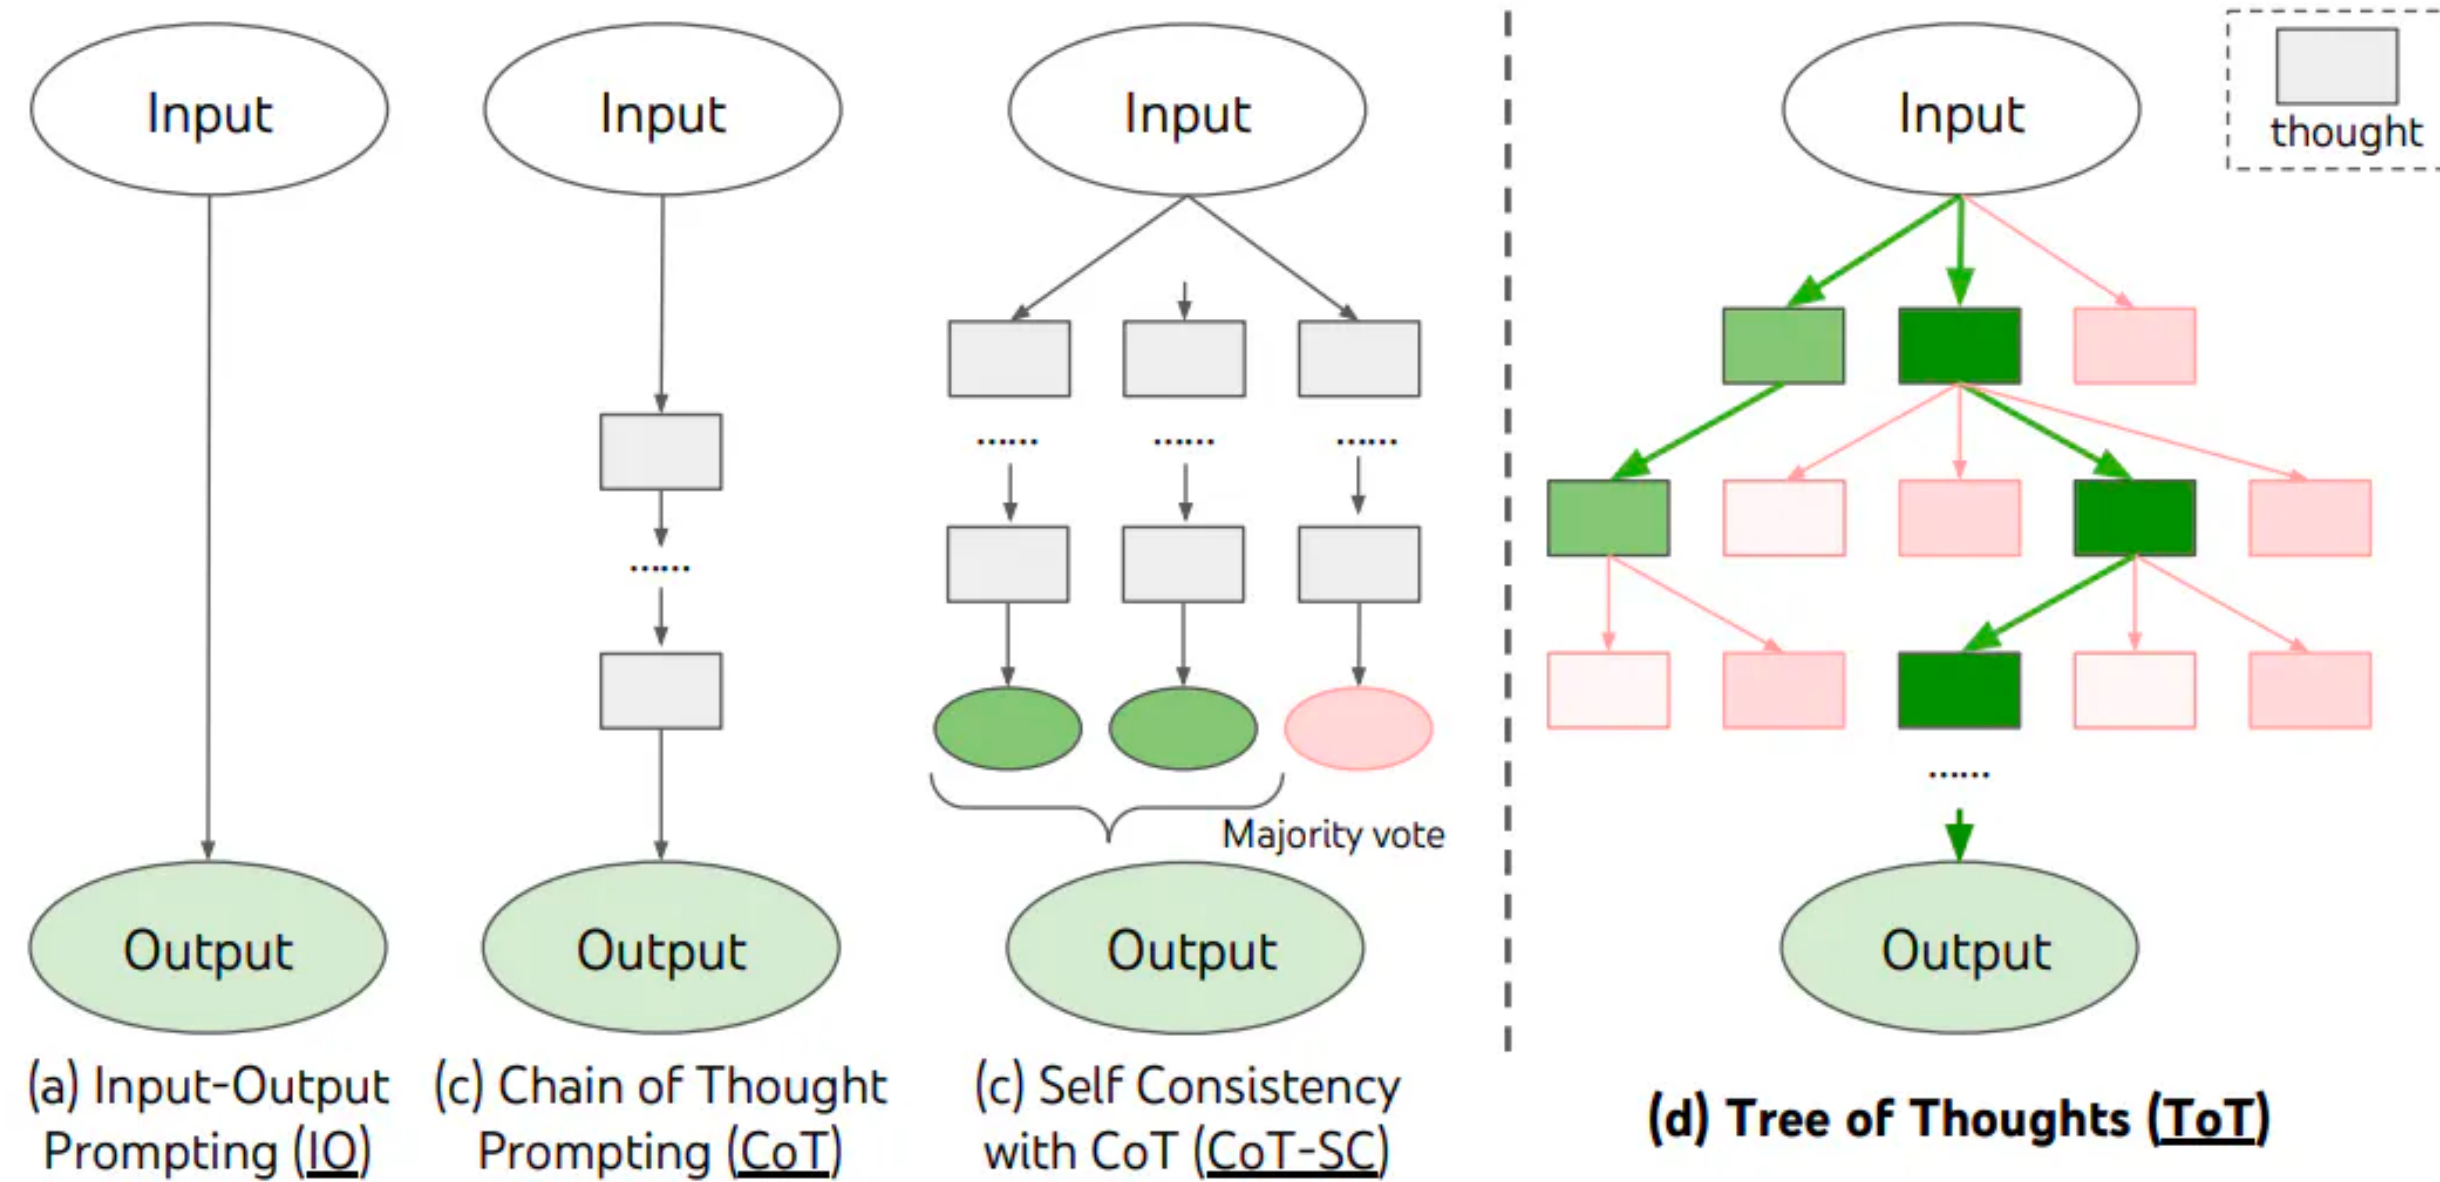 Input
Input
Input
Input
thought
......
......
......
......
......
Majority vote
Output
Output
Output
Output
(a) Input-Output
Prompting (IO)
(c) Chain of Thought
Prompting (CoT)
(c) Self Consistency
with CoT (CoT-SC)
(d) Tree of Thoughts (ToT)